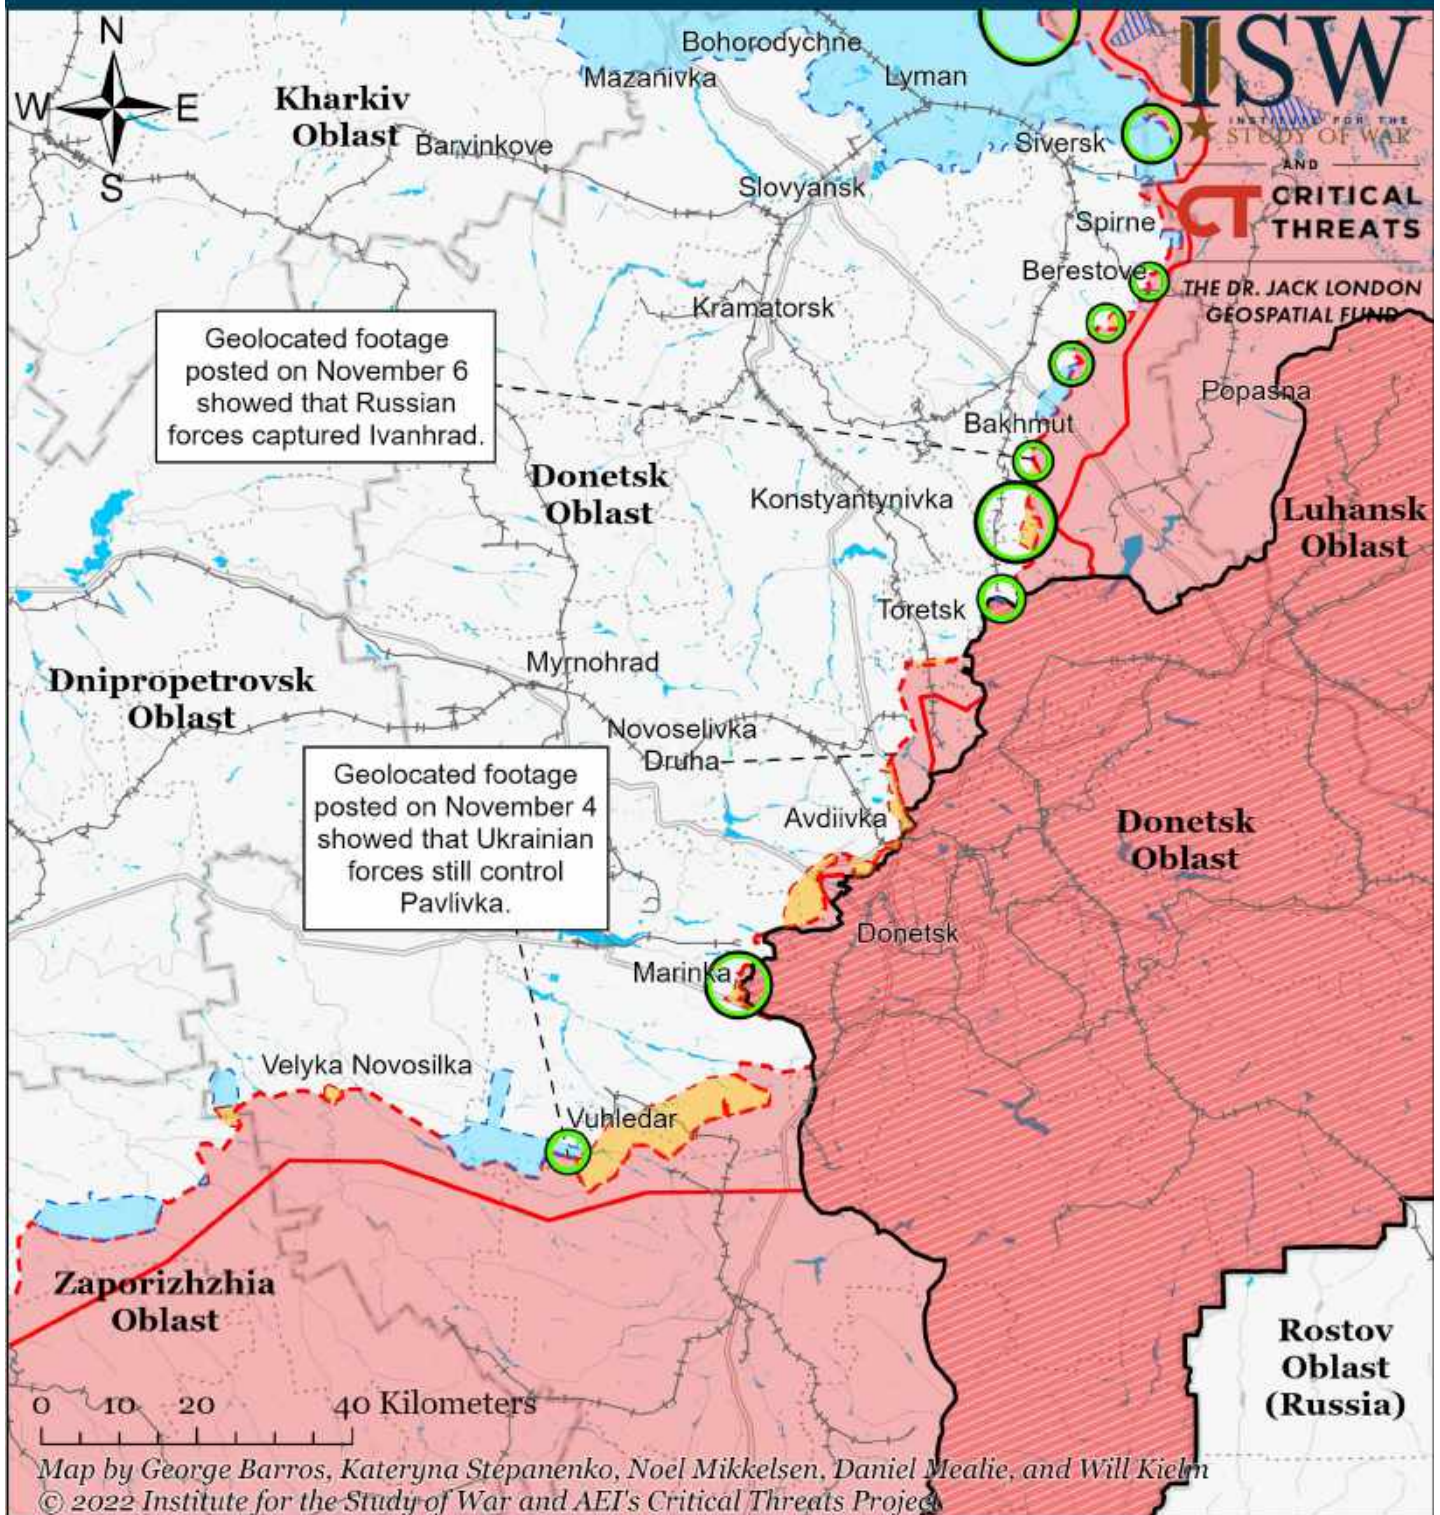 N
W
E
S
Kharkiv
Oblast
Barvinkove
Bohorodychne
Mazanivka
Lyman
Siversk
Slovyansk
Spirne
Berestove
Kramatorsk
ISW
INSTITUTE FOR THE
STUDY OF WAR
AND
CT CRITICAL
THREATS
THE DR. JACK LONDON
GEOSPATIAL FUND
Geolocated footage
posted on November 6
showed that Russian
forces captured Ivanhrad.
Popasna
Bakhmut
Donetsk
Oblast
Konstyantynivka
Luhansk
Oblast
Toretsk
Myrnohrad
Dnipropetrovsk
Oblast
Novoselivka
Druha
Geolocated footage
posted on November 4
showed that Ukrainian
forces still control
Pavlivka.
Avdiivka
Donetsk
Oblast
Donetsk
Marinka
Velyka Novosilka
Vuhledar
Zaporizhzhia
Oblast
Rostov
Oblast
(Russia)
0 10 20 40 Kilometers
Map by George Barros, Kateryna Stepanenko, Noel Mikkelsen, Daniel Mealie, and Will Kielm
© 2022 Institute for the Study of War and AEI's Critical Threats Project